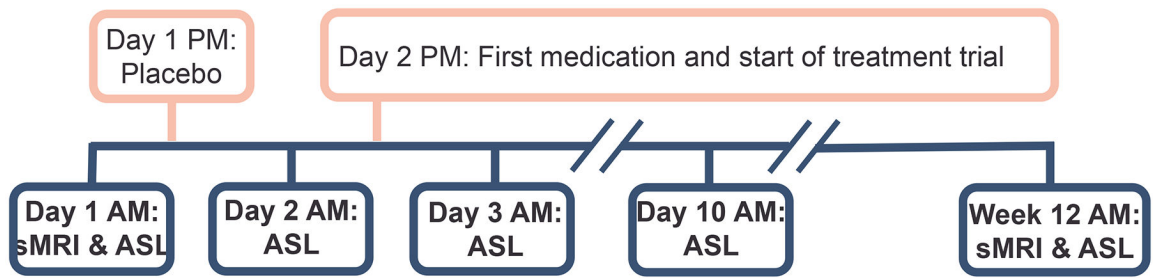 Day 1 PM:
Placebo
Day 2 PM: First medication and start of treatment trial
Day 1 AM:
sMRI & ASL
Day 2 AM:
ASL
Day 3 AM:
ASL
Day 10 AM:
ASL
Week 12 AM:
sMRI & ASL